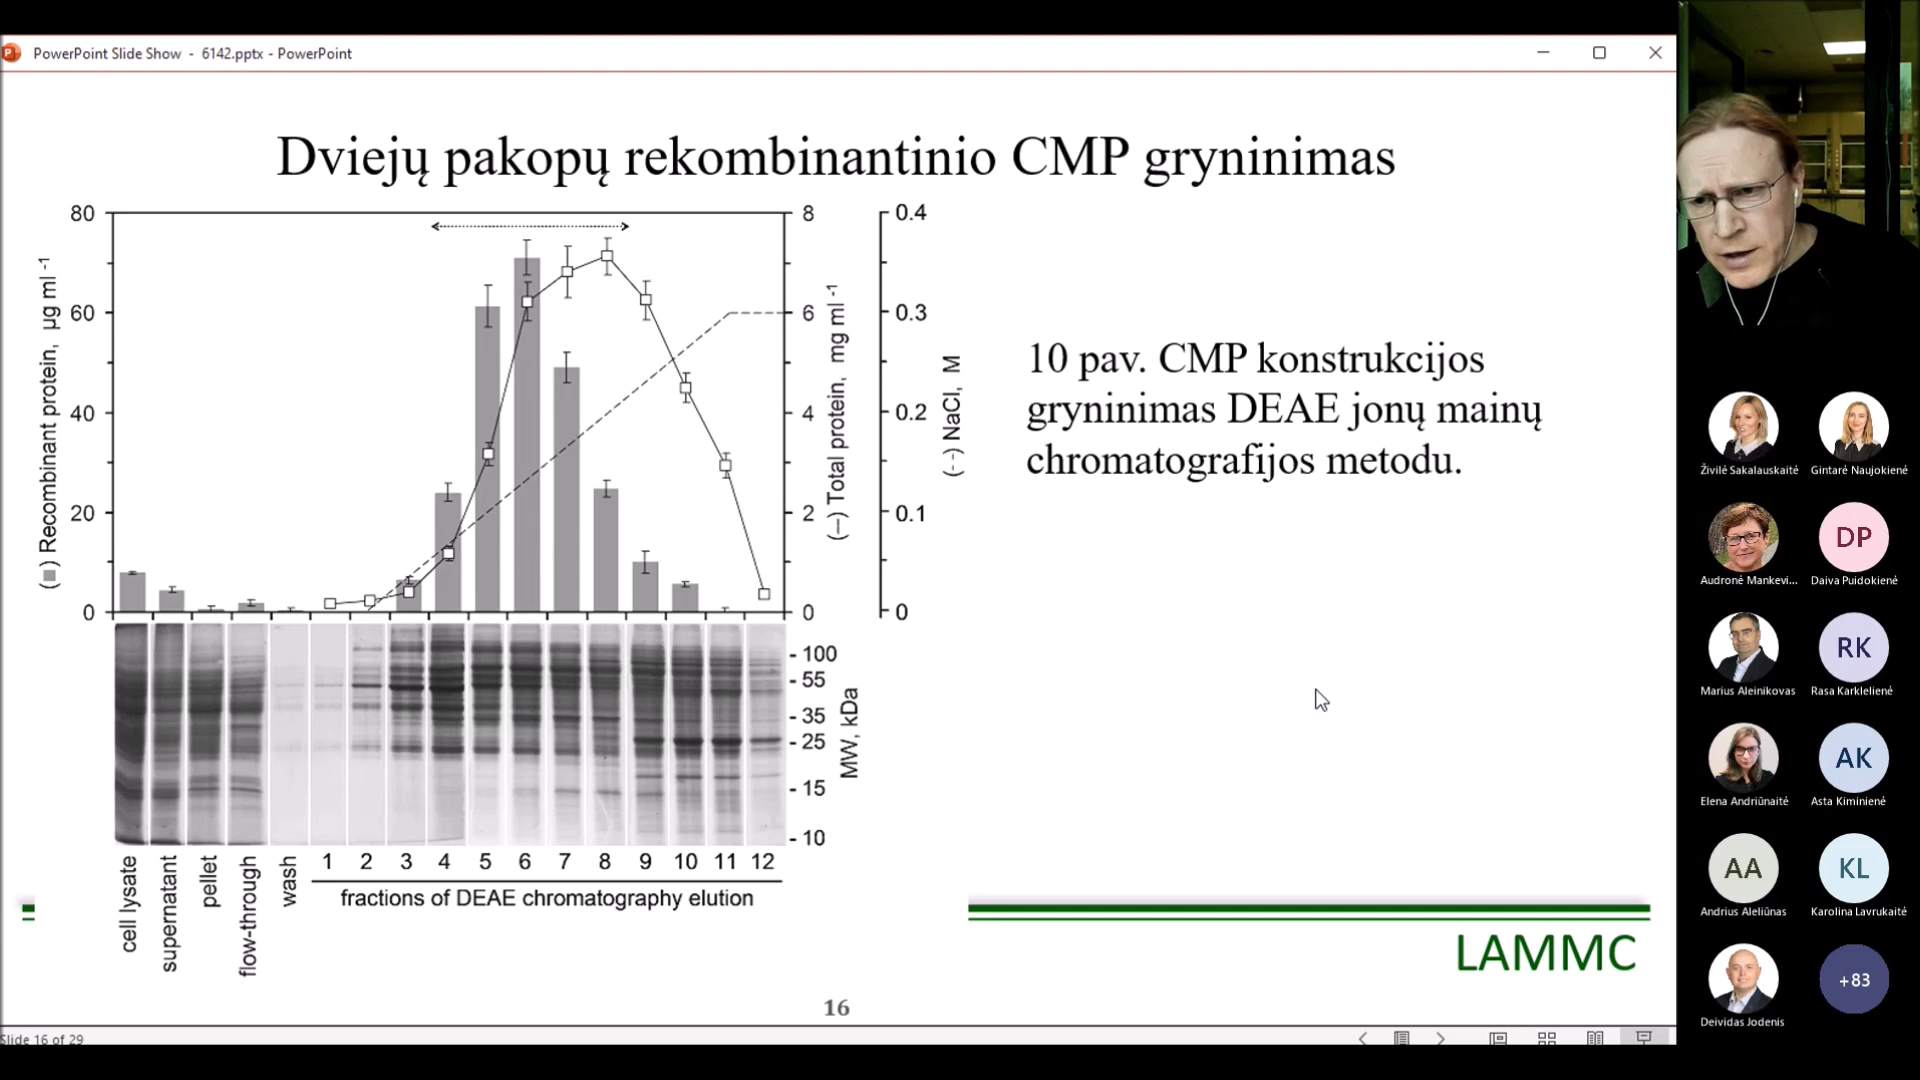 PowerPoint Slide Show - 6142.pptx - PowerPoint
Dviejų pakopų rekombinantinio CMP gryninimas
80
60
40
20
0
(■) Recombinant protein, µg ml -1
8
6
4
2
0
(—) Total protein, mg ml -1
0.4
0.3
0.2
0.1
0
(--) NaCl, M
10 pav. CMP konstrukcijos
gryninimas DEAE jonų mainų
chromatografijos metodu.
- 100
- 55
- 35
- 25
- 15
- 10
MW, kDa
cell lysate
supernatant
pellet
flow-through
wash
1 2 3 4 5 6 7 8 9 10 11 12
fractions of DEAE chromatography elution
LAMMC
16
Slide 16 of 29
Živilė Sakalauskaitė
Gintarė Naujokienė
Audronė Mankevi...
DP
Daiva Puidokienė
Marius Aleinikovas
RK
Rasa Karklelienė
Elena Andriūnaitė
AK
Asta Kiminienė
AA
Andrius Aleliūnas
KL
Karolina Lavrukaitė
Deividas Jodenis
+83